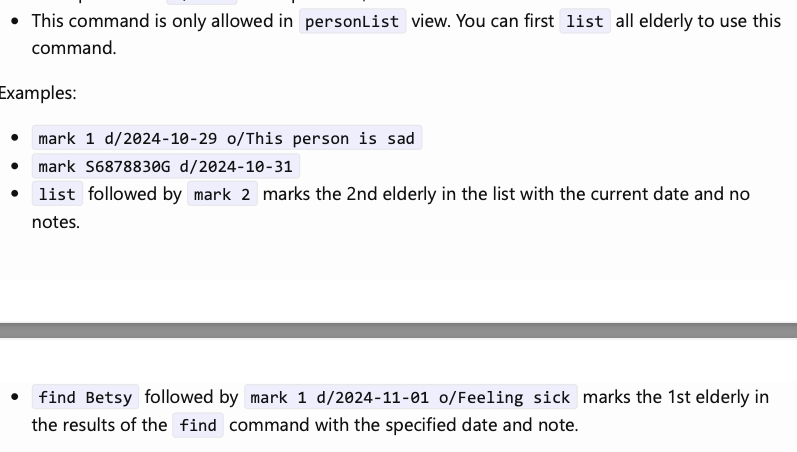 This command is only allowed in personList view. You can first list all elderly to use this
command.
Examples:
mark 1 d/2024-10-29 o/This person is sad
mark S6878830G d/2024-10-31
list followed by mark 2 marks the 2nd elderly in the list with the current date and no
notes.
find Betsy followed by mark 1 d/2024-11-01 o/Feeling sick marks the 1st elderly in
the results of the find command with the specified date and note.